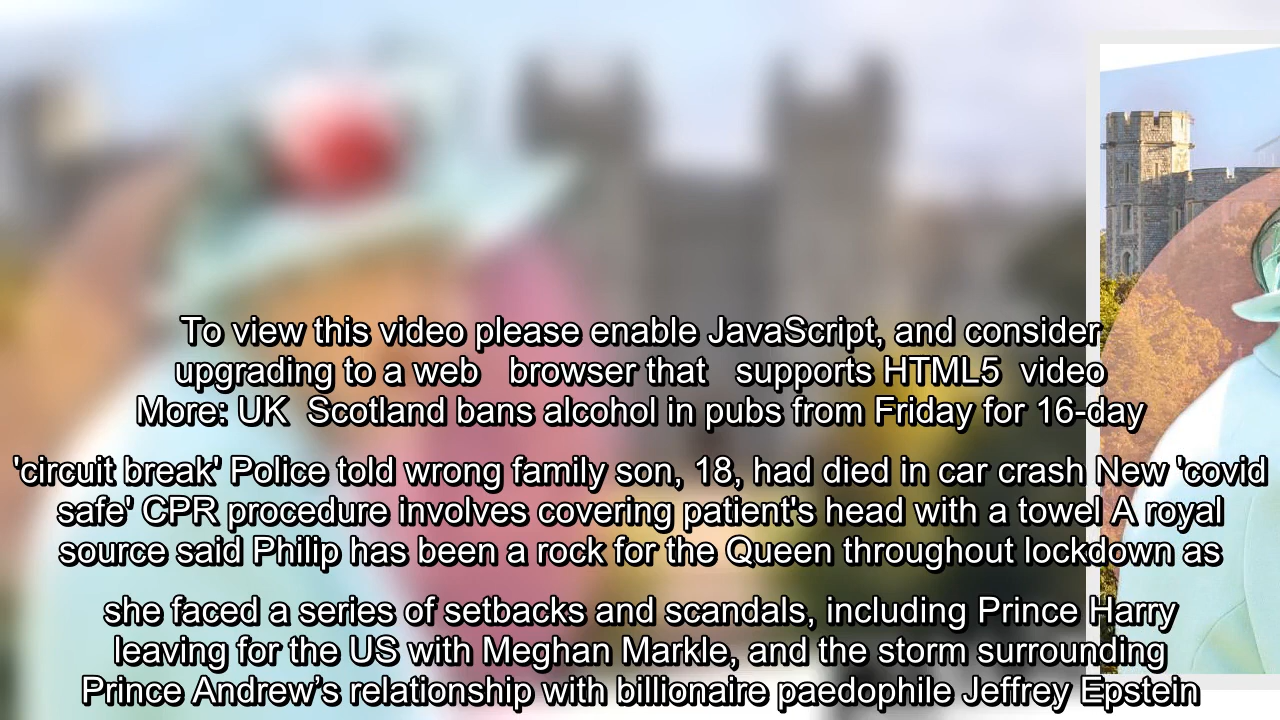 To view this video please enable JavaScript, and consider
upgrading to a web browser that supports HTML5 video
More: UK Scotland bans alcohol in pubs from Friday for 16-day
'circuit break' Police told wrong family son, 18, had died in car crash New 'covid
safe' CPR procedure involves covering patient's head with a towel A royal
source said Philip has been a rock for the Queen throughout lockdown as
she faced a series of setbacks and scandals, including Prince Harry
leaving for the US with Meghan Markle, and the storm surrounding
Prince Andrew’s relationship with billionaire paedophile Jeffrey Epstein